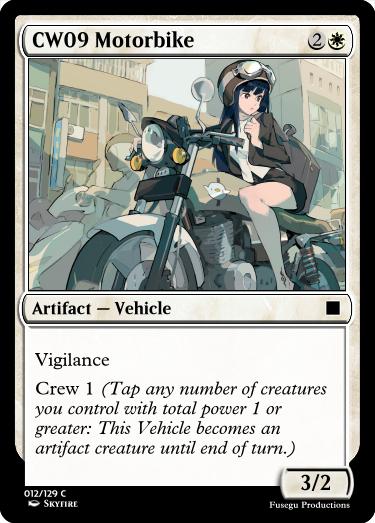 CW09 Motorbike 2
Artifact — Vehicle
Vigilance
Crew 1 (Tap any number of creatures
you control with total power 1 or
greater: This Vehicle becomes an
artifact creature until end of turn.)
3/2
012/129 C
Skyfire
Fusegu Productions